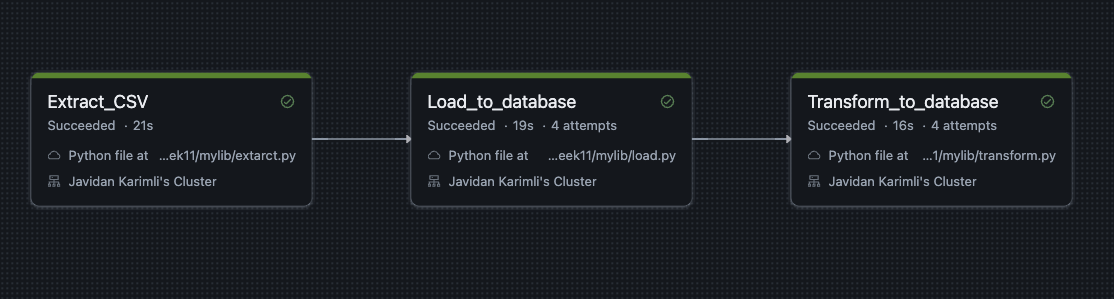 Extract_CSV
Succeeded · 21s
Python file at ...ek11/mylib/extarct.py
Javidan Karimli's Cluster
Load_to_database
Succeeded · 19s · 4 attempts
Python file at ...eek11/mylib/load.py
Javidan Karimli's Cluster
Transform_to_database
Succeeded · 16s · 4 attempts
Python file at ...1/mylib/transform.py
Javidan Karimli's Cluster